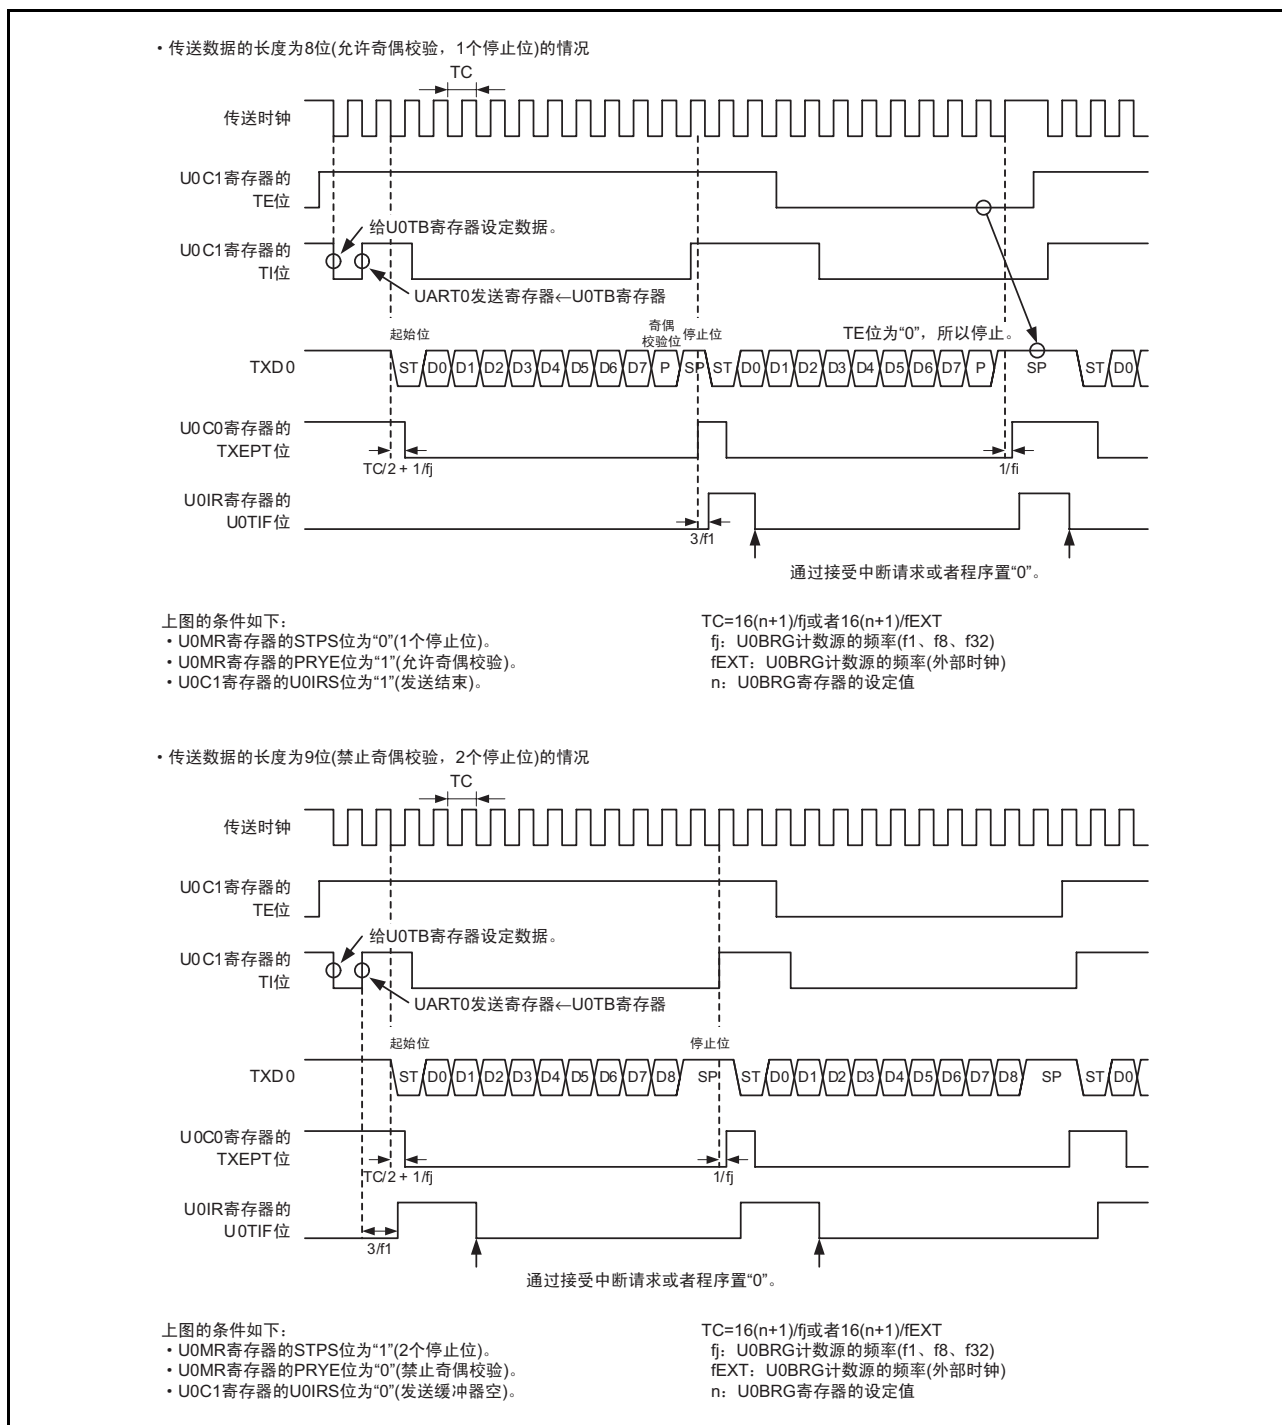 ・传送数据的长度为8位(允许奇偶校验，1个停止位)的情况
TC
传送时钟
U0C1寄存器的
TE位
给U0TB寄存器设定数据。
U0C1寄存器的
TI位
UART0发送寄存器←U0TB寄存器
起始位
奇偶
校验位
停止位
TE位为“0”，所以停止。
TXD0
ST D0 D1 D2 D3 D4 D5 D6 D7 P SP ST D0 D1 D2 D3 D4 D5 D6 D7 P SP ST D0
U0C0寄存器的
TXEPT位
TC/2 + 1/fj
1/fi
U0IR寄存器的
U0TIF位
3/f1
通过接受中断请求或者程序置“0”。
上图的条件如下：
・U0MR寄存器的STPS位为“0”(1个停止位)。
・U0MR寄存器的PRYE位为“1”(允许奇偶校验)。
・U0C1寄存器的U0IRS位为“1”(发送结束)。
TC=16(n+1)/fj或者16(n+1)/fEXT
fj：U0BRG计数源的频率(f1、f8、f32)
fEXT：U0BRG计数源的频率(外部时钟)
n：U0BRG寄存器的设定值
・传送数据的长度为9位(禁止奇偶校验，2个停止位)的情况
TC
传送时钟
U0C1寄存器的
TE位
给U0TB寄存器设定数据。
U0C1寄存器的
TI位
UART0发送寄存器←U0TB寄存器
起始位
停止位
TXD0
ST D0 D1 D2 D3 D4 D5 D6 D7 D8 SP ST D0 D1 D2 D3 D4 D5 D6 D7 D8 SP ST D0
U0C0寄存器的
TXEPT位
TC/2 + 1/fj
1/fj
U0IR寄存器的
U0TIF位
3/f1
通过接受中断请求或者程序置“0”。
上图的条件如下：
・U0MR寄存器的STPS位为“1”(2个停止位)。
・U0MR寄存器的PRYE位为“0”(禁止奇偶校验)。
・U0C1寄存器的U0IRS位为“0”(发送缓冲器空)。
TC=16(n+1)/fj或者16(n+1)/fEXT
fj：U0BRG计数源的频率(f1、f8、f32)
fEXT：U0BRG计数源的频率(外部时钟)
n：U0BRG寄存器的设定值